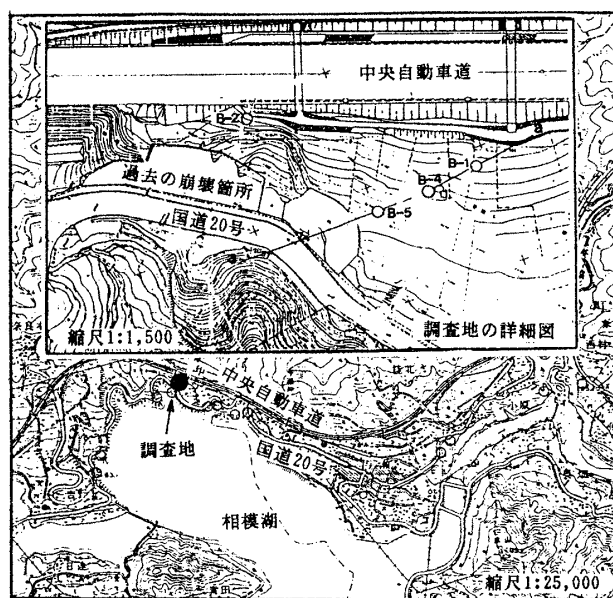 中央自動車道
B-2
a
B-1
過去の崩壊箇所
B-4
B-5
国道20号
a
縮尺1:1,500
調査地の詳細図
中央自動車道
調査地
国道20号
相模湖
縮尺1:25,000